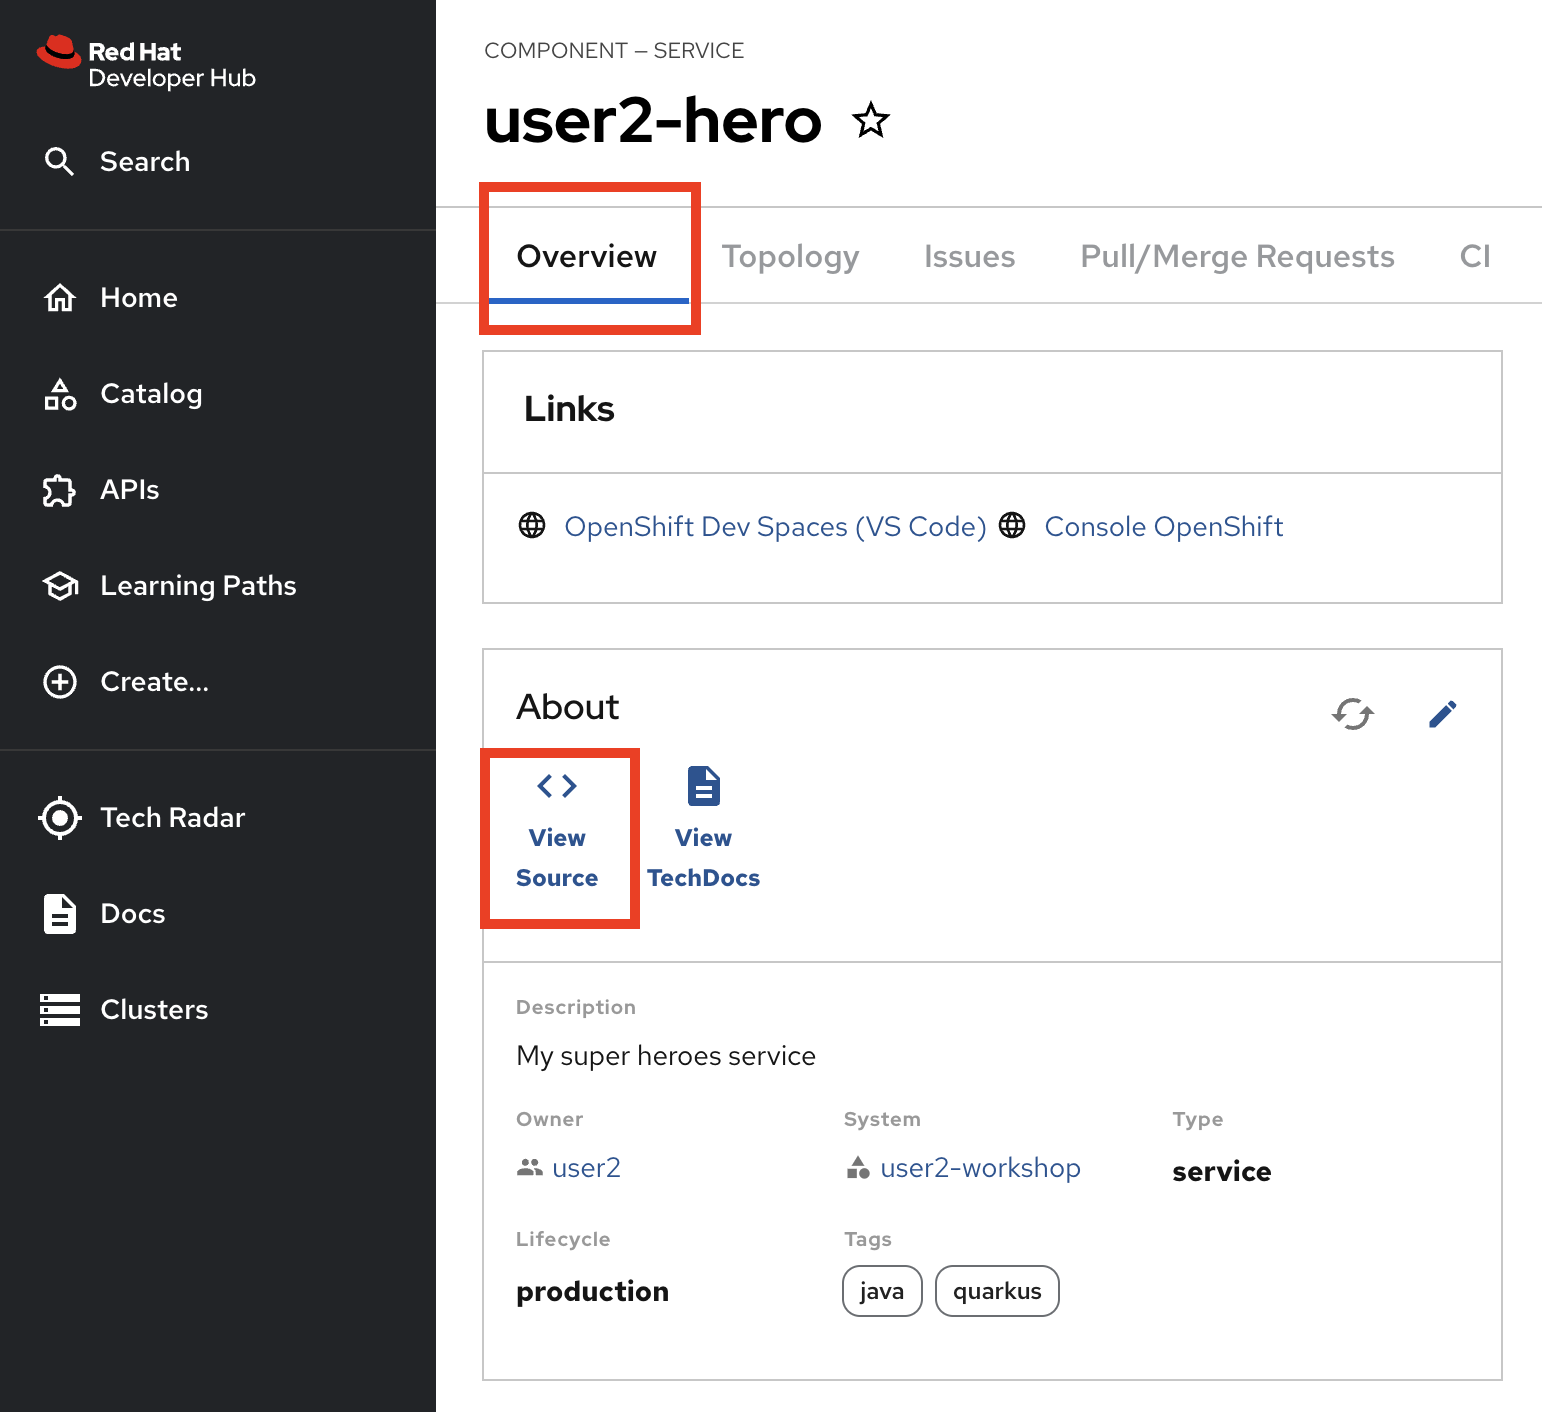 Red Hat
Developer Hub
Search
Home
Catalog
APIs
Learning Paths
Create...
Tech Radar
Docs
Clusters
COMPONENT — SERVICE
user2-hero
Overview Topology Issues Pull/Merge Requests CI
Links
OpenShift Dev Spaces (VS Code) Console OpenShift
About
View
Source
View
TechDocs
Description
My super heroes service
Owner System Type
user2 user2-workshop service
Lifecycle Tags
production java quarkus